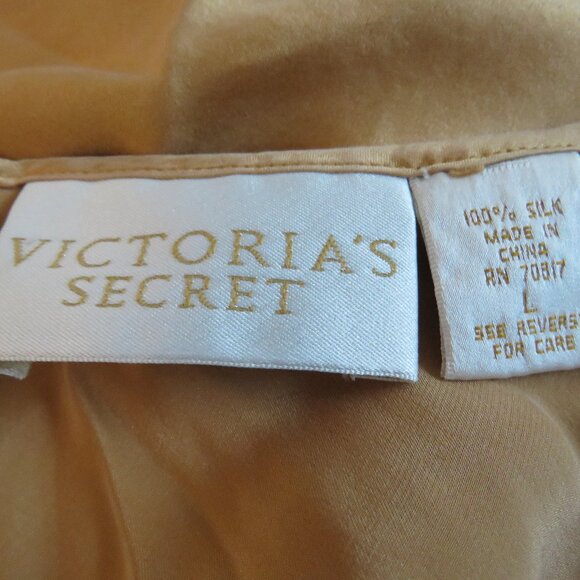 VICTORIA'S
SECRET
100% SILK
MADE IN
CHINA
RN 70817
L
SEE REVERSE
FOR CARE